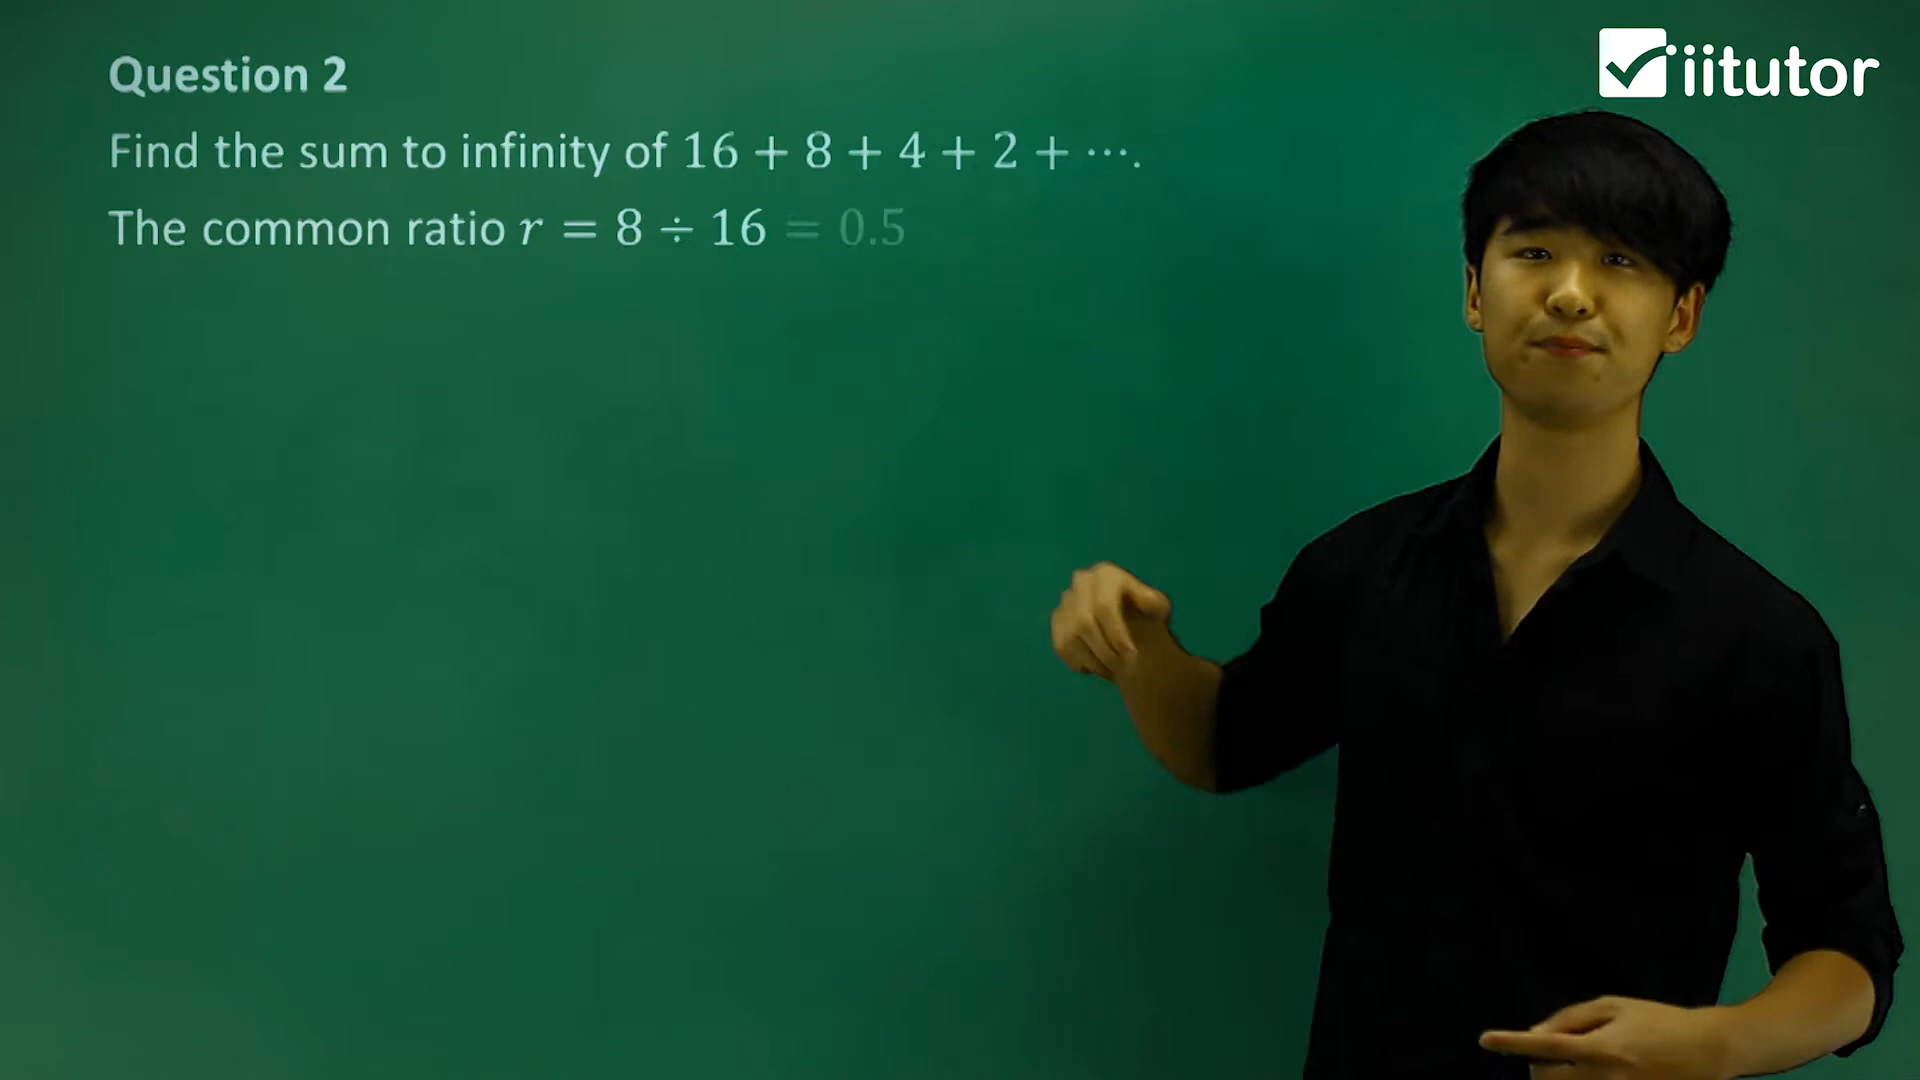 iitutor
Question 2
Find the sum to infinity of 16 + 8 + 4 + 2 + ⋯.
The common ratio r = 8 ÷ 16 = 0.5